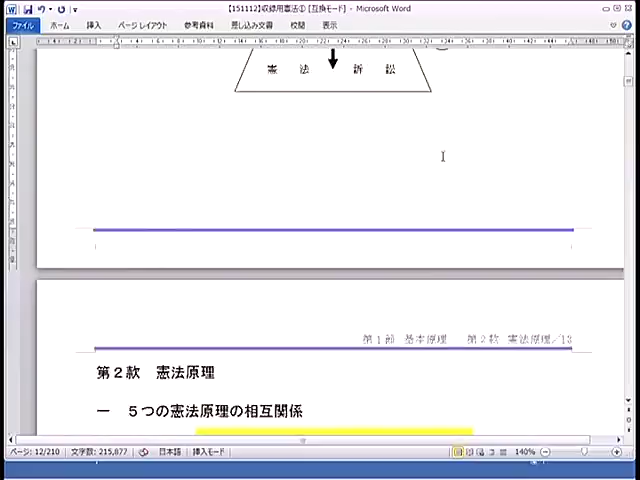 【151112】収録用憲法① [互換モード] - Microsoft Word
ファイル ホーム 挿入 ページ レイアウト 参考資料 差し込み文書 校閲 表示
憲 法 訴 訟
第１節 基本原理 第２款 憲法原理／13
第２款 憲法原理
一 ５つの憲法原理の相互関係
ページ: 12/210 文字数: 215,877 日本語 挿入モード 140%